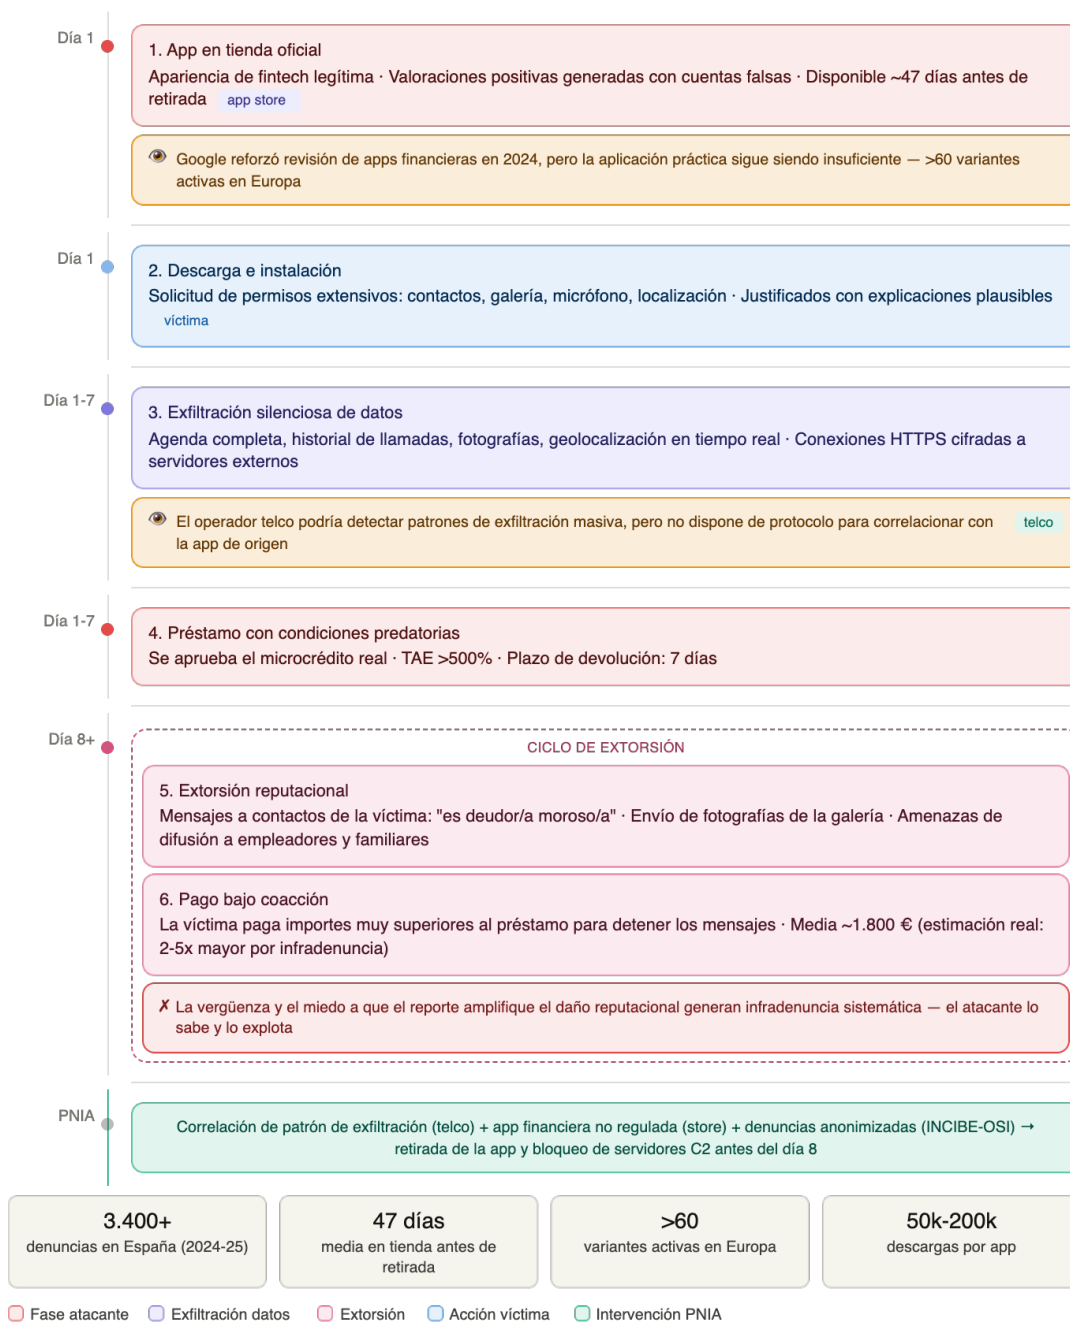 Día 1
1. App en tienda oficial
Apariencia de fintech legítima · Valoraciones positivas generadas con cuentas falsas · Disponible ~47 días antes de
retirada app store
Google reforzó revisión de apps financieras en 2024, pero la aplicación práctica sigue siendo insuficiente — >60 variantes
activas en Europa
Día 1
2. Descarga e instalación
Solicitud de permisos extensivos: contactos, galería, micrófono, localización · Justificados con explicaciones plausibles
víctima
Día 1-7
3. Exfiltración silenciosa de datos
Agenda completa, historial de llamadas, fotografías, geolocalización en tiempo real · Conexiones HTTPS cifradas a
servidores externos
El operador telco podría detectar patrones de exfiltración masiva, pero no dispone de protocolo para correlacionar con telco
la app de origen
Día 1-7
4. Préstamo con condiciones predatorias
Se aprueba el microcrédito real · TAE >500% · Plazo de devolución: 7 días
Día 8+
CICLO DE EXTORSIÓN
5. Extorsión reputacional
Mensajes a contactos de la víctima: "es deudor/a moroso/a" · Envío de fotografías de la galería · Amenazas de
difusión a empleadores y familiares
6. Pago bajo coacción
La víctima paga importes muy superiores al préstamo para detener los mensajes · Media ~1.800 € (estimación real:
2-5x mayor por infradenuncia)
✗ La vergüenza y el miedo a que el reporte amplifique el daño reputacional generan infradenuncia sistemática — el atacante lo
sabe y lo explota
PNIA
Correlación de patrón de exfiltración (telco) + app financiera no regulada (store) + denuncias anonimizadas (INCIBE-OSI) →
retirada de la app y bloqueo de servidores C2 antes del día 8
3.400+
denuncias en España (2024-25)
47 días
media en tienda antes de
retirada
>60
variantes activas en Europa
50k-200k
descargas por app
Fase atacante
Exfiltración datos
Extorsión
Acción víctima
Intervención PNIA